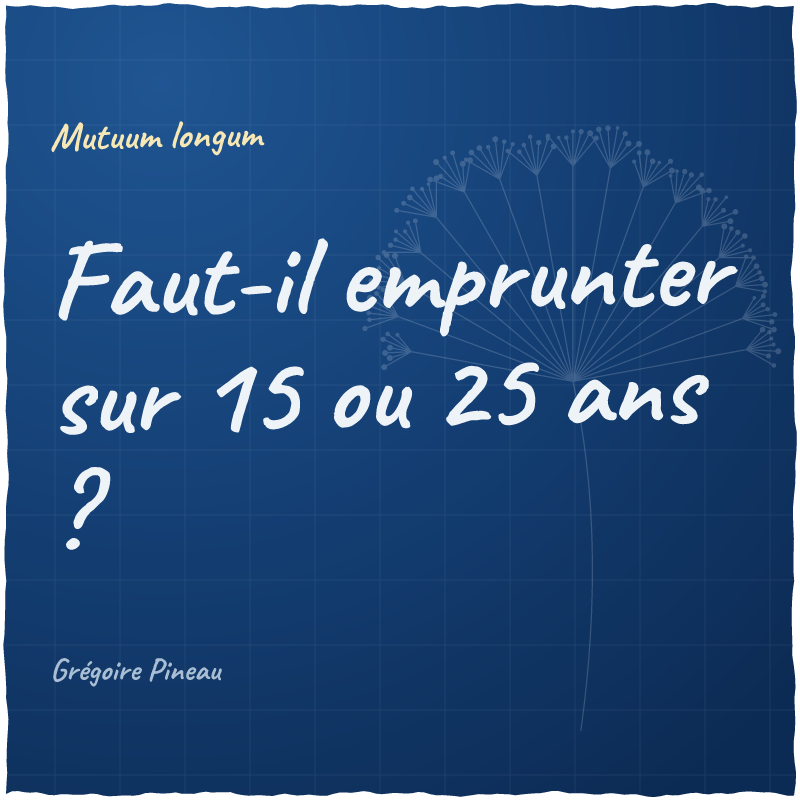 Mutuum longum
Faut-il emprunter
sur 15 ou 25 ans
?
Grégoire Pineau